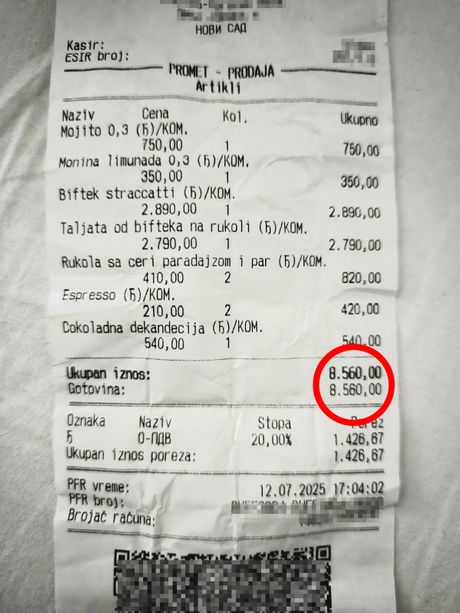 НОВИ САД
Kasir:
ESIR broj:
PROMET - PRODAJA
Artikli
Naziv Cena Kol. Ukupno
Mojito 0,3 (Ђ)/KOM.
750,00 1 750,00
Monina limunada 0,3 (Ђ)/KOM.
350,00 1 350,00
Biftek straccatti (Ђ)/KOM.
2.890,00 1 2.890,00
Taljata od bifteka na rukoli (Ђ)/KOM.
2.790,00 1 2.790,00
Rukola sa ceri paradajzom i par (Ђ)/KOM.
410,00 2 820,00
Espresso (Ђ)/KOM.
210,00 2 420,00
Cokoladna dekandecija (Ђ)/KOM.
540,00 1 540,00
Ukupan iznos: 8.560,00
Gotovina: 8.560,00
Oznaka Naziv Stopa Porez
Ђ О-ПДВ 20,00% 1.426,67
Ukupan iznos poreza: 1.426,67
PFR vreme: 12.07.2025 17:04:02
PFR broj:
Brojač računa: